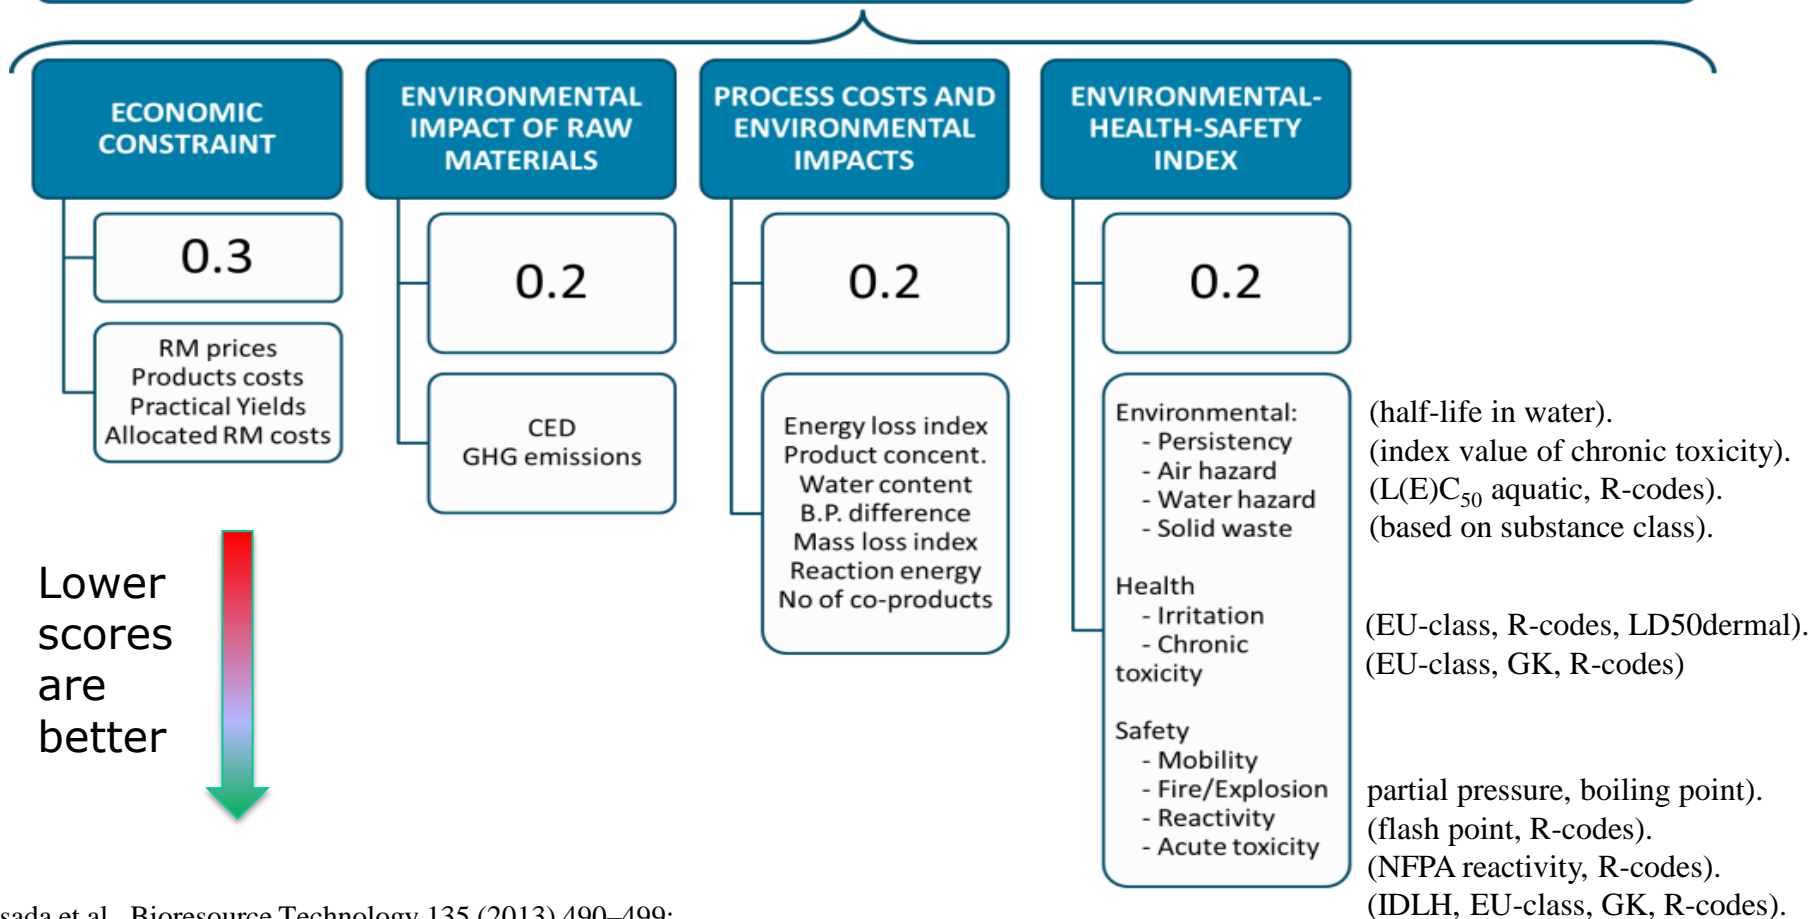 ECONOMIC
CONSTRAINT
0.3
RM prices
Products costs
Practical Yields
Allocated RM costs
ENVIRONMENTAL
IMPACT OF RAW
MATERIALS
0.2
CED
GHG emissions
PROCESS COSTS AND
ENVIRONMENTAL
IMPACTS
0.2
Energy loss index
Product concent.
Water content
B.P. difference
Mass loss index
Reaction energy
No of co-products
ENVIRONMENTAL-
HEALTH-SAFETY
INDEX
0.2
Environmental:
- Persistency
- Air hazard
- Water hazard
- Solid waste
Health
- Irritation
- Chronic
toxicity
Safety
- Mobility
- Fire/Explosion
- Reactivity
- Acute toxicity
(half-life in water).
(index value of chronic toxicity).
(L(E)C₅₀ aquatic, R-codes).
(based on substance class).
(EU-class, R-codes, LD50dermal).
(EU-class, GK, R-codes)
partial pressure, boiling point).
(flash point, R-codes).
(NFPA reactivity, R-codes).
(IDLH, EU-class, GK, R-codes).
Lower
scores
are
better
sada et al., Bioresource Technology 135 (2013) 490–499;